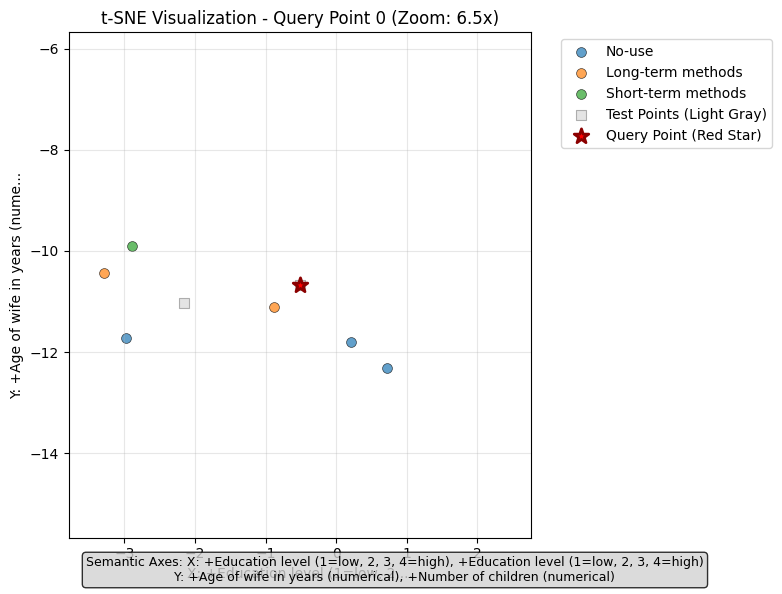 t-SNE Visualization - Query Point 0 (Zoom: 6.5x)
−6
−8
−10
−12
−14
Y: +Age of wife in years (nume...
No-use
Long-term methods
Short-term methods
Test Points (Light Gray)
Query Point (Red Star)
−3 −2 −1 0 1 2
Semantic Axes: X: +Education level (1=low, 2, 3, 4=high), +Education level (1=low, 2, 3, 4=high)
Y: +Age of wife in years (numerical), +Number of children (numerical)